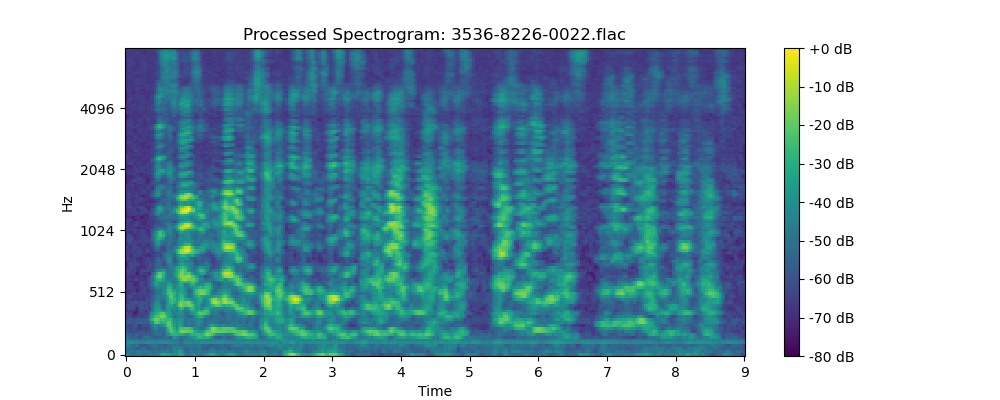 Processed Spectrogram: 3536-8226-0022.flac
Hz
4096
2048
1024
512
0
0 1 2 3 4 5 6 7 8 9
Time
+0 dB
-10 dB
-20 dB
-30 dB
-40 dB
-50 dB
-60 dB
-70 dB
-80 dB